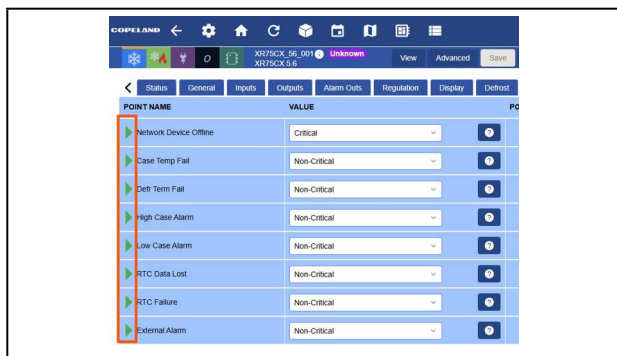 COPELAND
XR75CX_56_001 Unknown
XR75CX 5.6
View Advanced Save
Status General Inputs Outputs Alarm Outs Regulation Display Defrost
POINT NAME VALUE PO
Network Device Offline Critical
Case Temp Fail Non-Critical
Defr Term Fail Non-Critical
High Case Alarm Non-Critical
Low Case Alarm Non-Critical
RTC Data Lost Non-Critical
RTC Failure Non-Critical
External Alarm Non-Critical